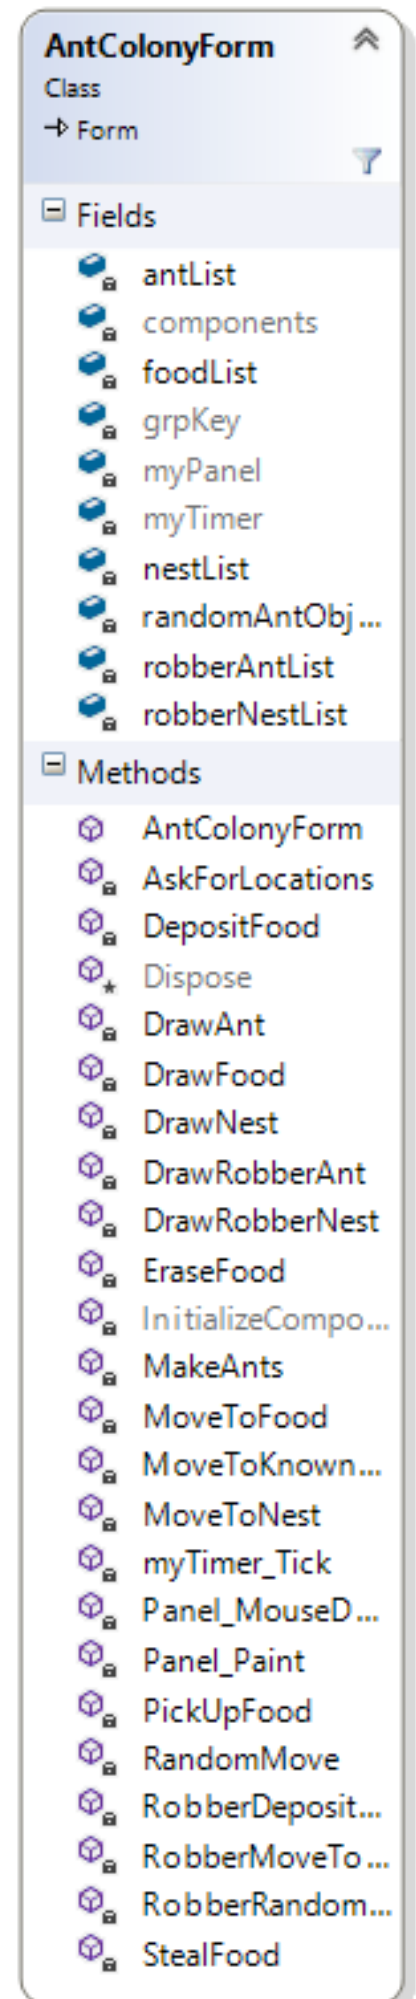 AntColonyForm
Class
Form
Fields
antList
components
foodList
grpKey
myPanel
myTimer
nestList
randomAntObj...
robberAntList
robberNestList
Methods
AntColonyForm
AskForLocations
DepositFood
Dispose
DrawAnt
DrawFood
DrawNest
DrawRobberAnt
DrawRobberNest
EraseFood
InitializeCompo...
MakeAnts
MoveToFood
MoveToKnown...
MoveToNest
myTimer_Tick
Panel_MouseD...
Panel_Paint
PickUpFood
RandomMove
RobberDeposit...
RobberMoveTo...
RobberRandom...
StealFood